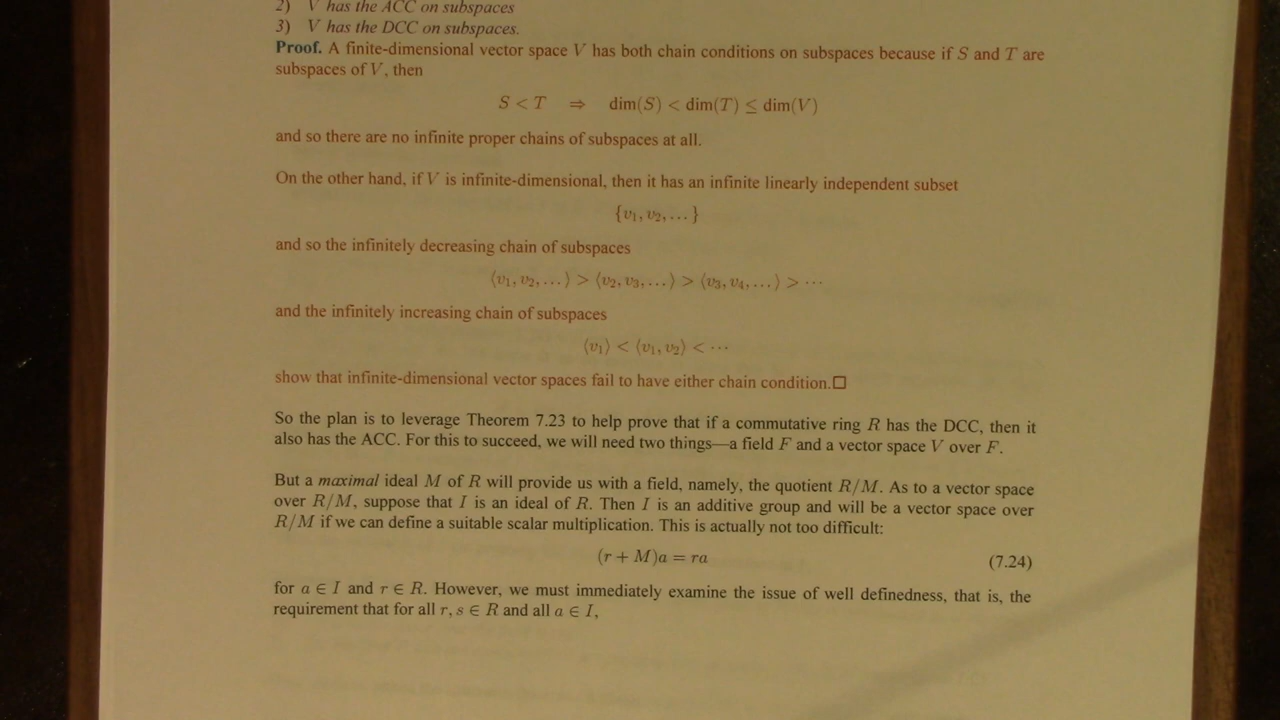 2) V has the ACC on subspaces
3) V has the DCC on subspaces.
Proof. A finite-dimensional vector space V has both chain conditions on subspaces because if S and T are
subspaces of V, then
S < T ⇒ dim(S) < dim(T) ≤ dim(V)
and so there are no infinite proper chains of subspaces at all.
On the other hand, if V is infinite-dimensional, then it has an infinite linearly independent subset
{v₁, v₂, … }
and so the infinitely decreasing chain of subspaces
⟨v₁, v₂, … ⟩ > ⟨v₂, v₃, … ⟩ > ⟨v₃, v₄, … ⟩ > ⋯
and the infinitely increasing chain of subspaces
⟨v₁⟩ < ⟨v₁, v₂⟩ < ⋯
show that infinite-dimensional vector spaces fail to have either chain condition.□
So the plan is to leverage Theorem 7.23 to help prove that if a commutative ring R has the DCC, then it
also has the ACC. For this to succeed, we will need two things—a field F and a vector space V over F.
But a maximal ideal M of R will provide us with a field, namely, the quotient R/M. As to a vector space
over R/M, suppose that I is an ideal of R. Then I is an additive group and will be a vector space over
R/M if we can define a suitable scalar multiplication. This is actually not too difficult:
(r + M)a = ra (7.24)
for a ∈ I and r ∈ R. However, we must immediately examine the issue of well definedness, that is, the
requirement that for all r, s ∈ R and all a ∈ I,